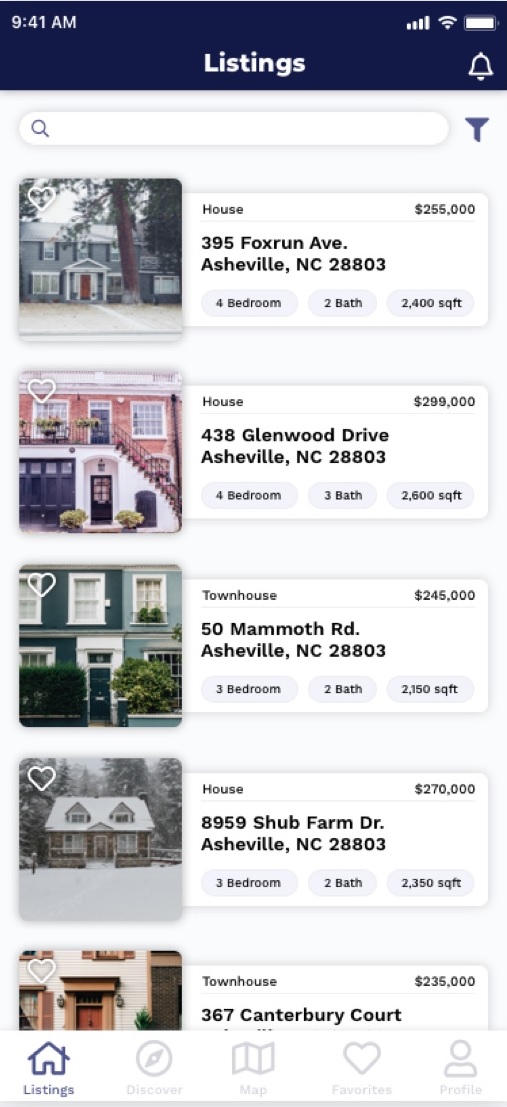 9:41 AM
Listings
House $255,000
395 Foxrun Ave.
Asheville, NC 28803
4 Bedroom 2 Bath 2,400 sqft
House $299,000
438 Glenwood Drive
Asheville, NC 28803
4 Bedroom 3 Bath 2,600 sqft
Townhouse $245,000
50 Mammoth Rd.
Asheville, NC 28803
3 Bedroom 2 Bath 2,150 sqft
House $270,000
8959 Shub Farm Dr.
Asheville, NC 28803
3 Bedroom 2 Bath 2,350 sqft
Townhouse $235,000
367 Canterbury Court
Listings Discover Map Favorites Profile